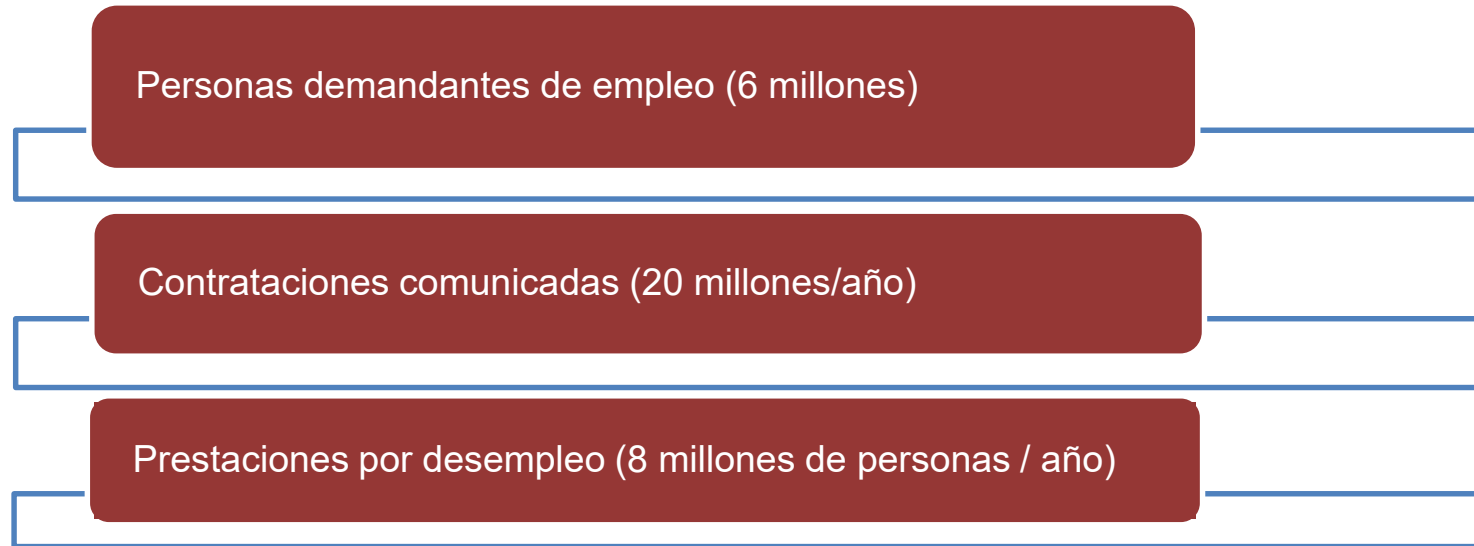 Personas demandantes de empleo (6 millones)
Contrataciones comunicadas (20 millones/año)
Prestaciones por desempleo (8 millones de personas / año)